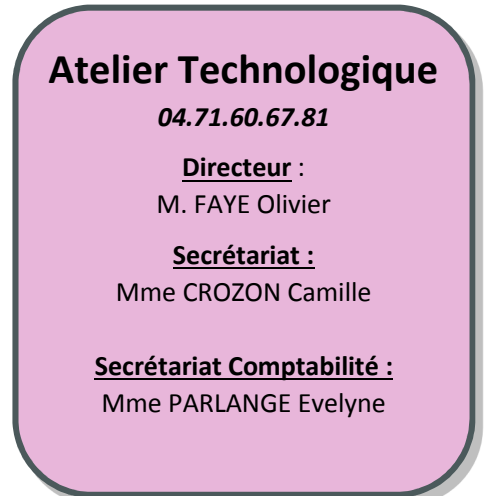 Atelier Technologique
04.71.60.67.81
Directeur :
M. FAYE Olivier
Secrétariat :
Mme CROZON Camille
Secrétariat Comptabilité :
Mme PARLANGE Evelyne